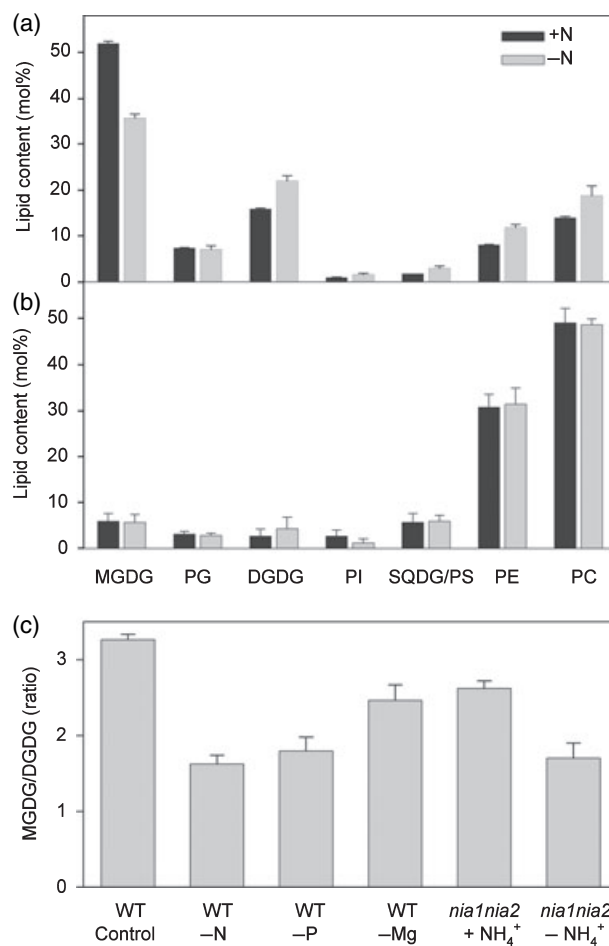 (a)
+N
–N
Lipid content (mol%)
50
40
30
20
10
0
(b)
Lipid content (mol%)
50
40
30
20
10
0
MGDG PG DGDG PI SQDG/PS PE PC
(c)
MGDG/DGDG (ratio)
3
2
1
0
WT WT WT WT nia1nia2 nia1nia2
Control –N –P –Mg + NH₄⁺ – NH₄⁺